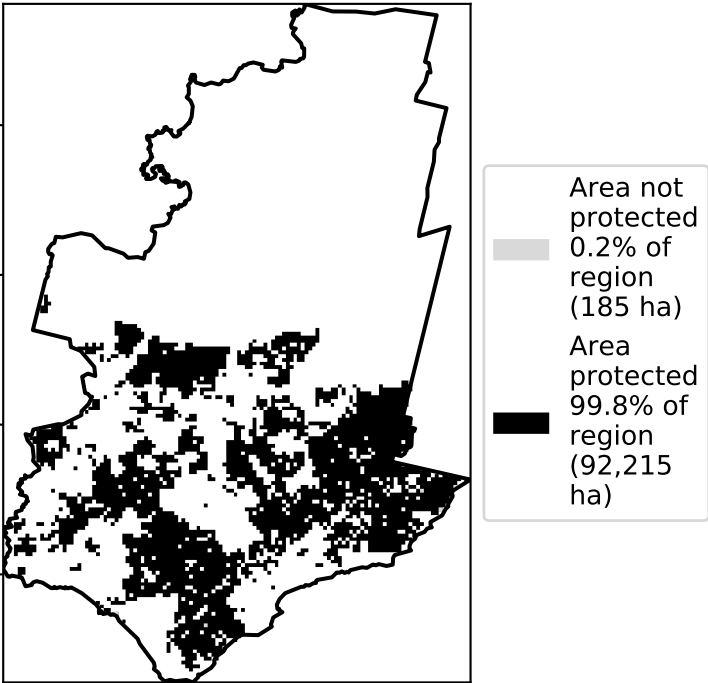 Area not
protected
0.2% of
region
(185 ha)
Area
protected
99.8% of
region
(92,215
ha)